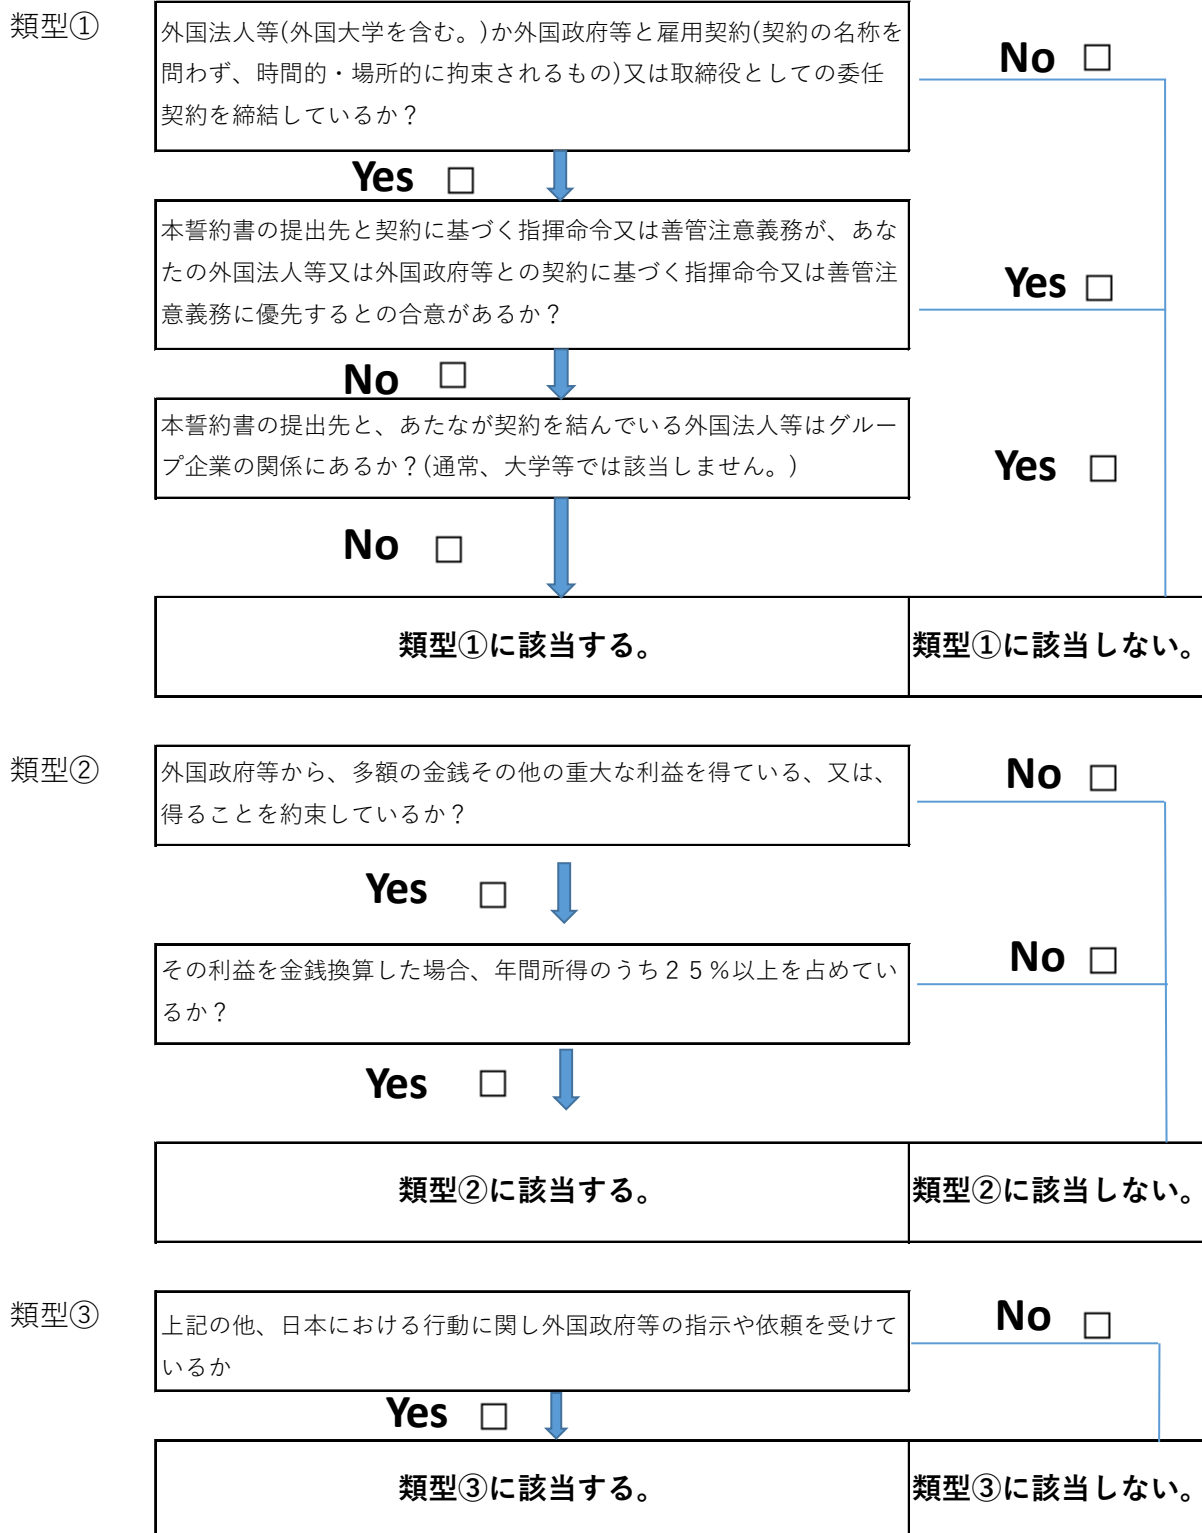 類型①
外国法人等(外国大学を含む。)か外国政府等と雇用契約(契約の名称を
問わず、時間的・場所的に拘束されるもの)又は取締役としての委任
契約を締結しているか？
No □
Yes □
本誓約書の提出先と契約に基づく指揮命令又は善管注意義務が、あな
たの外国法人等又は外国政府等との契約に基づく指揮命令又は善管注
意義務に優先するとの合意があるか？
Yes □
No □
本誓約書の提出先と、あたなが契約を結んでいる外国法人等はグルー
プ企業の関係にあるか？(通常、大学等では該当しません。)
Yes □
No □
類型①に該当する。
類型①に該当しない。
類型②
外国政府等から、多額の金銭その他の重大な利益を得ている、又は、
得ることを約束しているか？
No □
Yes □
その利益を金銭換算した場合、年間所得のうち２５％以上を占めてい
るか？
No □
Yes □
類型②に該当する。
類型②に該当しない。
類型③
上記の他、日本における行動に関し外国政府等の指示や依頼を受けて
いるか
No □
Yes □
類型③に該当する。
類型③に該当しない。